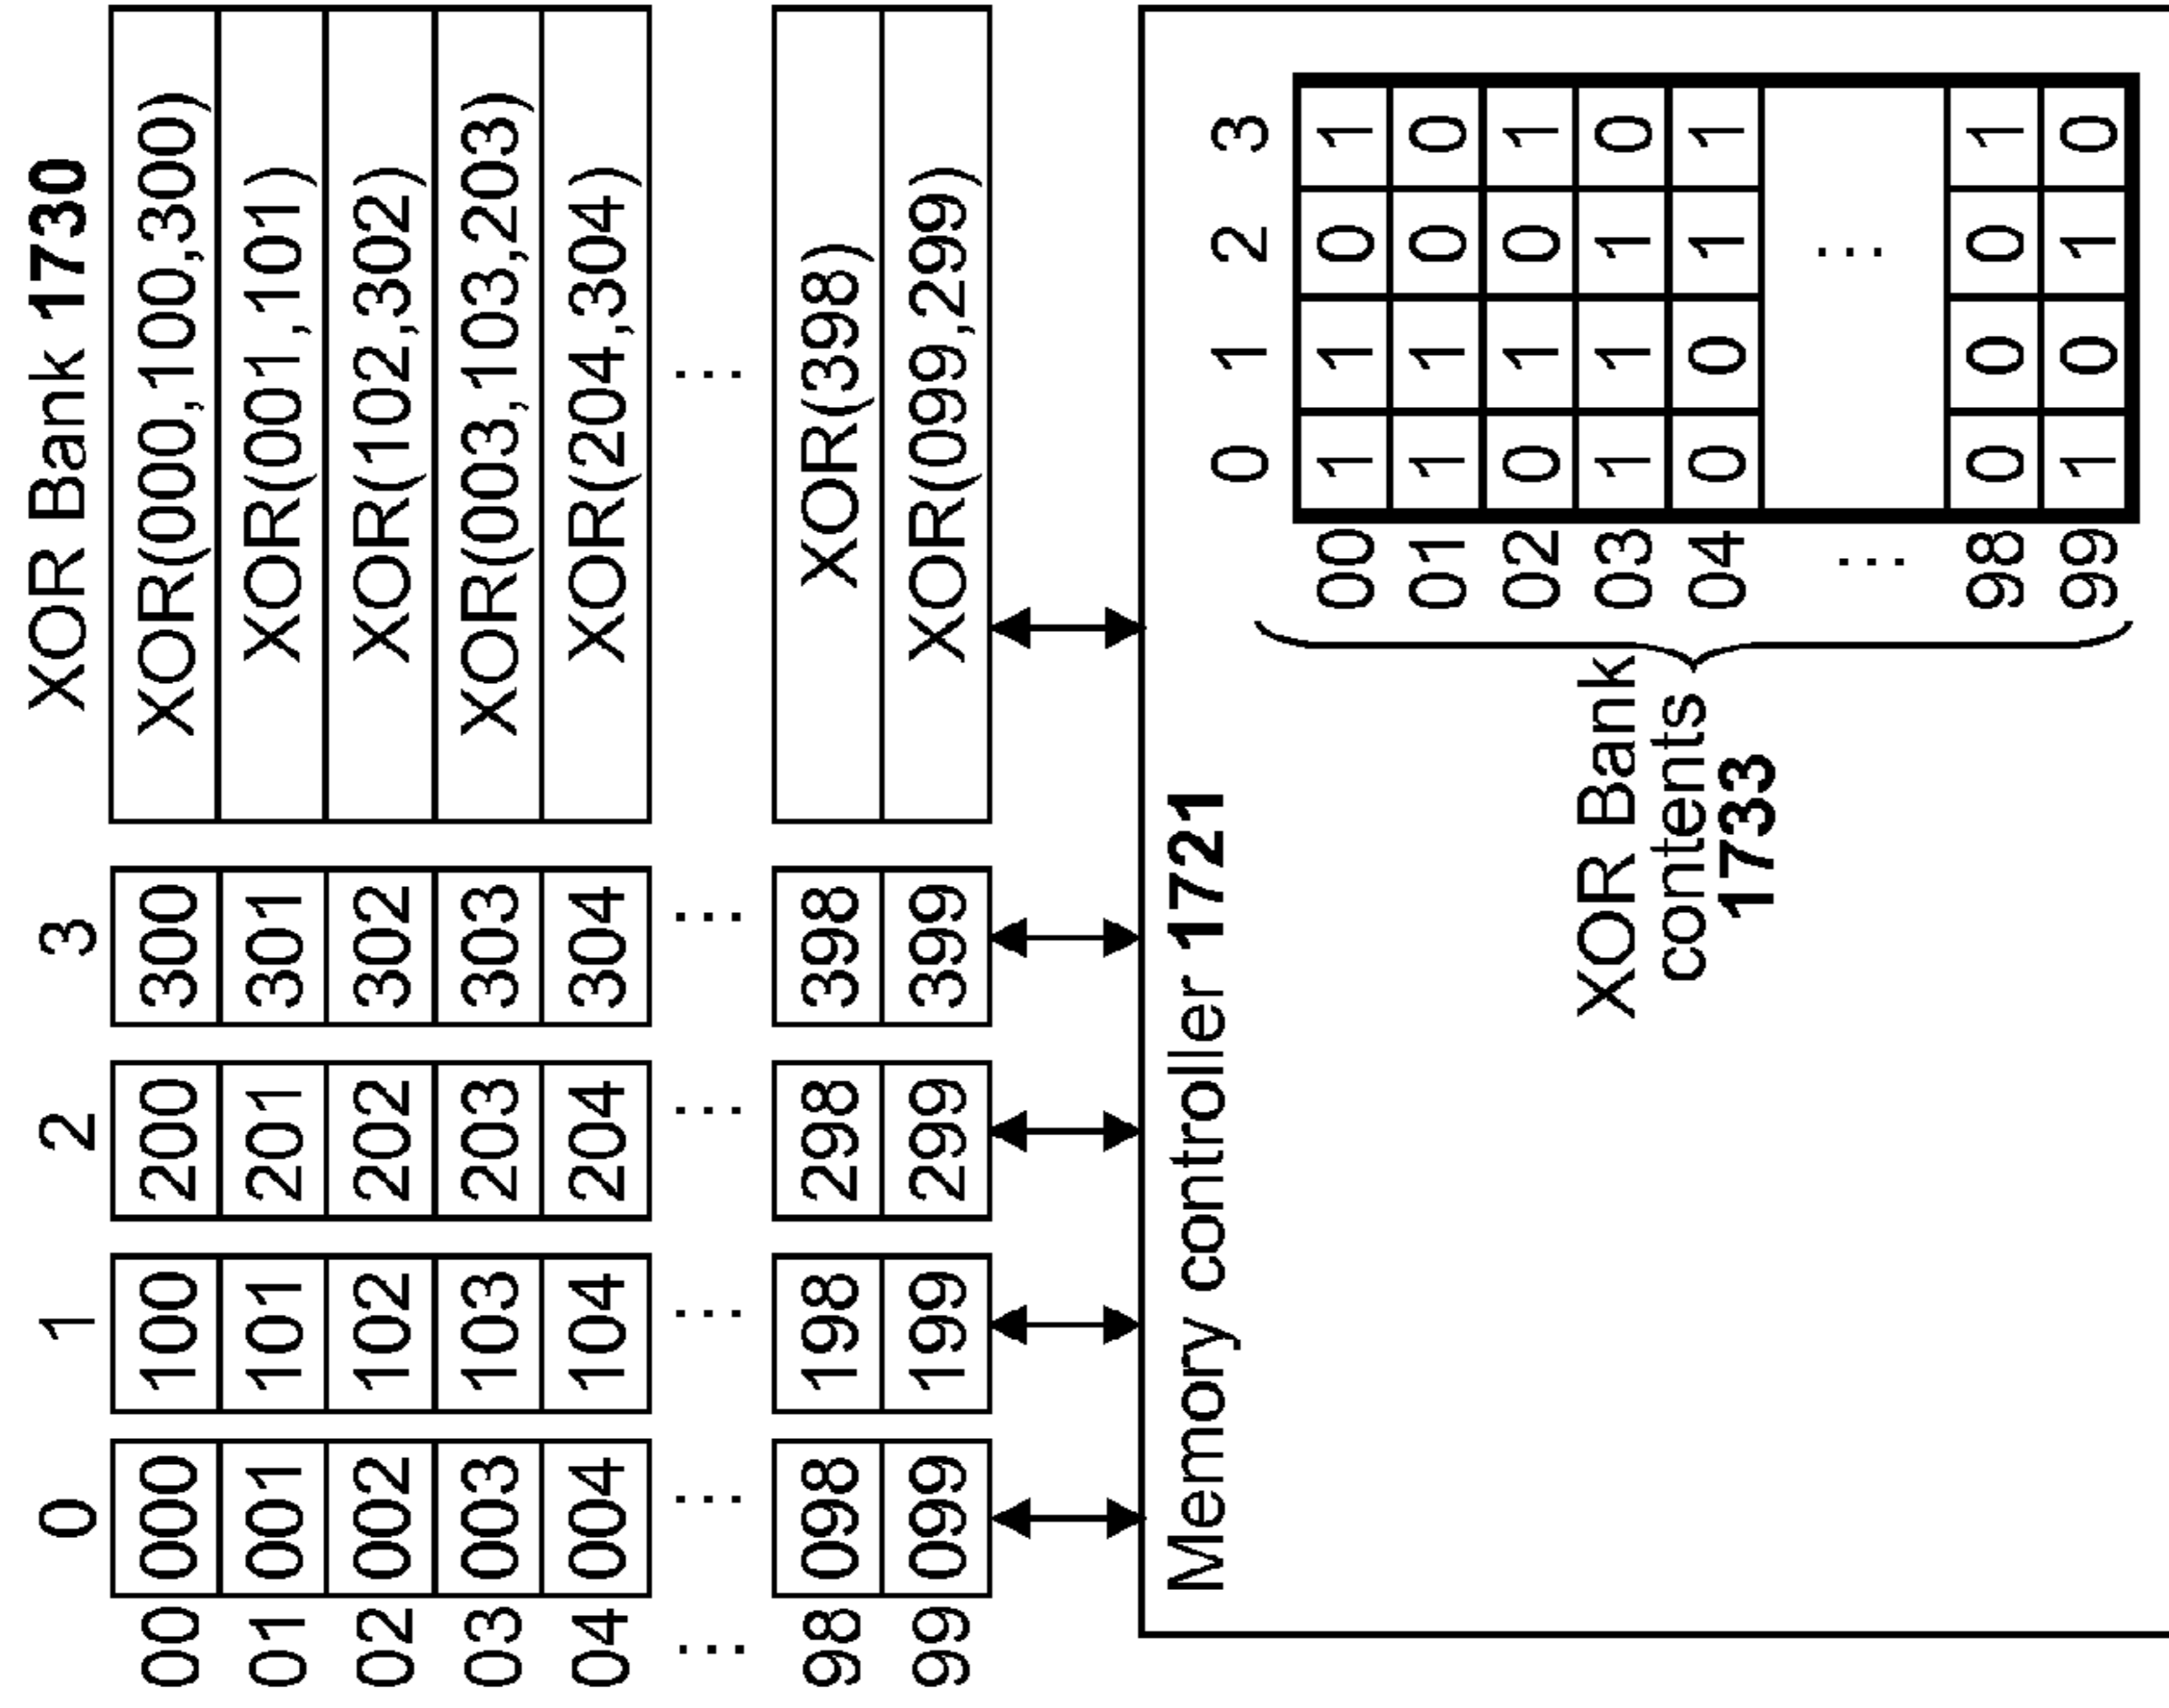 0 1 2 3 XOR Bank 1730
00 000 100 200 300 XOR(000,100,300)
01 001 101 201 301 XOR(001,101)
02 002 102 202 302 XOR(102,302)
03 003 103 203 303 XOR(003,103,203)
04 004 104 204 304 XOR(204,304)
... ... ... ... ... ...
98 098 198 298 398 XOR(398)
99 099 199 299 399 XOR(099,299)
Memory controller 1721
0 1 2 3
00 1 1 0 1
01 1 1 0 0
02 0 1 0 1
03 1 1 1 0
04 0 0 1 1
... ...
98 0 0 0 1
99 1 0 1 0
XOR Bank
contents
1733